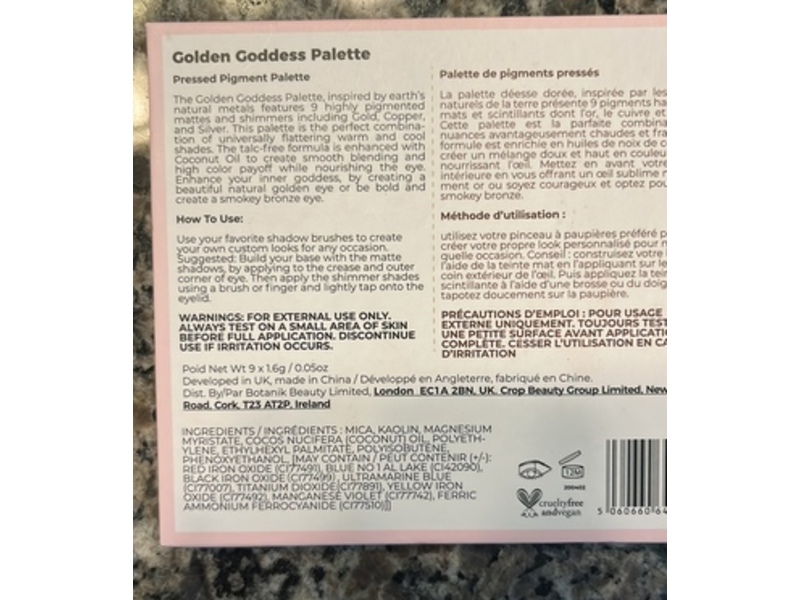 Golden Goddess Palette
Pressed Pigment Palette
The Golden Goddess Palette, inspired by earth's
natural metals features 9 highly pigmented
mattes and shimmers including Gold, Copper,
and Silver. This palette is the perfect combina-
tion of universally flattering warm and cool
shades. The talc-free formula is enhanced with
Coconut Oil to create smooth blending and
high color payoff while nourishing the eye.
Enhance your inner goddess, by creating a
beautiful natural golden eye or be bold and
create a smokey bronze eye.
How To Use:
Use your favorite shadow brushes to create
your own custom looks for any occasion.
Suggested: Build your base with the matte
shadows, by applying to the crease and outer
corner of eye. Then apply the shimmer shades
using a brush or finger and lightly tap onto the
eyelid.
WARNINGS: FOR EXTERNAL USE ONLY.
ALWAYS TEST ON A SMALL AREA OF SKIN
BEFORE FULL APPLICATION. DISCONTINUE
USE IF IRRITATION OCCURS.
Palette de pigments pressés
La palette déesse dorée, inspirée par les
naturels de la terre présente 9 pigments ha
mats et scintillants dont l'or, le cuivre et
Cette palette est la parfaite combina
nuances avantageusement chaudes et fra
formule est enrichie en huiles de noix de c
créer un mélange doux et haut en couleu
nourrissant l'œil. Mettez en avant votre
intérieure en vous offrant un œil sublime n
ment or ou soyez courageux et optez pou
smokey bronze.
Méthode d'utilisation :
utilisez votre pinceau à paupières préféré p
créer votre propre look personnalisé pour n
quelle occasion. Conseil : construisez votre
l'aide de la teinte mat en l'appliquant sur le
coin extérieur de l'œil. Puis appliquez la tein
scintillante à l'aide d'une brosse ou du doig
tapotez doucement sur la paupière.
PRÉCAUTIONS D'EMPLOI : POUR USAGE
EXTERNE UNIQUEMENT. TOUJOURS TEST
UNE PETITE SURFACE AVANT APPLICATIO
COMPLÈTE. CESSER L'UTILISATION EN CA
D'IRRITATION
Poid Net Wt 9 x 1.6g / 0.05oz
Developed in UK, made in China / Développé en Angleterre, fabriqué en Chine.
Dist. By/Par Botanik Beauty Limited, London EC1A 2BN, UK. Crop Beauty Group Limited, New
Road, Cork, T23 AT2P, Ireland
INGREDIENTS / INGRÉDIENTS : MICA, KAOLIN, MAGNESIUM
MYRISTATE, COCOS NUCIFERA (COCONUT) OIL, POLYETH-
YLENE, ETHYLHEXYL PALMITATE, POLYISOBUTENE,
PHENOXYETHANOL, [MAY CONTAIN / PEUT CONTENIR (+/-):
RED IRON OXIDE (CI77491), BLUE NO 1 AL LAKE (CI42090),
BLACK IRON OXIDE (CI77499), ULTRAMARINE BLUE
(CI77007), TITANIUM DIOXIDE(CI77891), YELLOW IRON
OXIDE (CI77492), MANGANESE VIOLET (CI77742), FERRIC
AMMONIUM FERROCYANIDE (CI77510)]]
12M
200402
crueltyfree
andvegan
5 060660 64